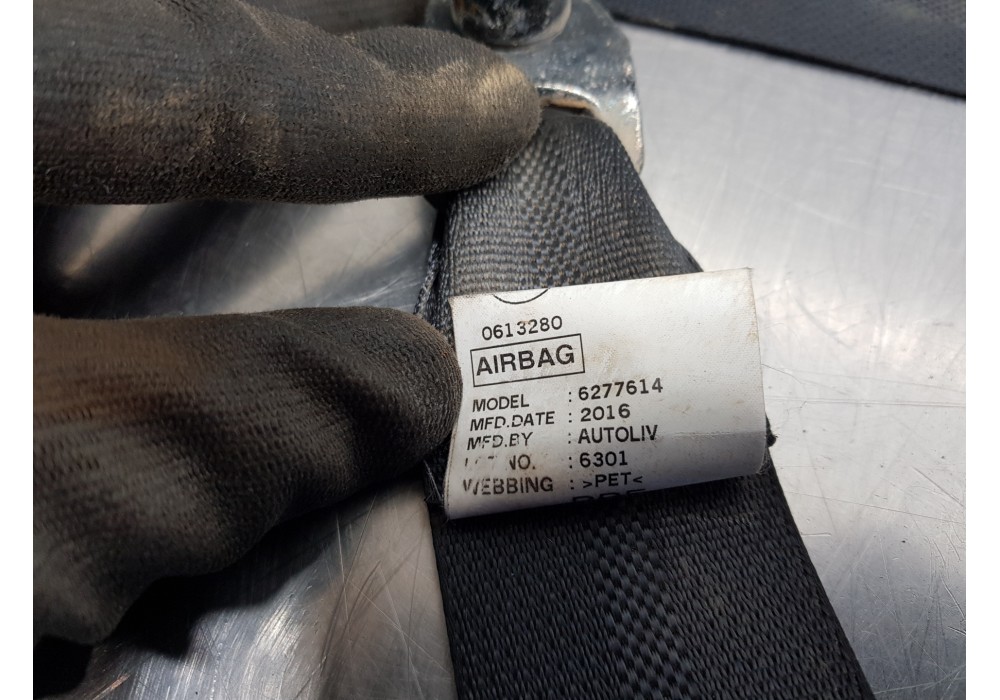 0613280
AIRBAG
MODEL : 6277614
MFD.DATE : 2016
MFD.BY : AUTOLIV
NO. : 6301
WEBBING : >PET<